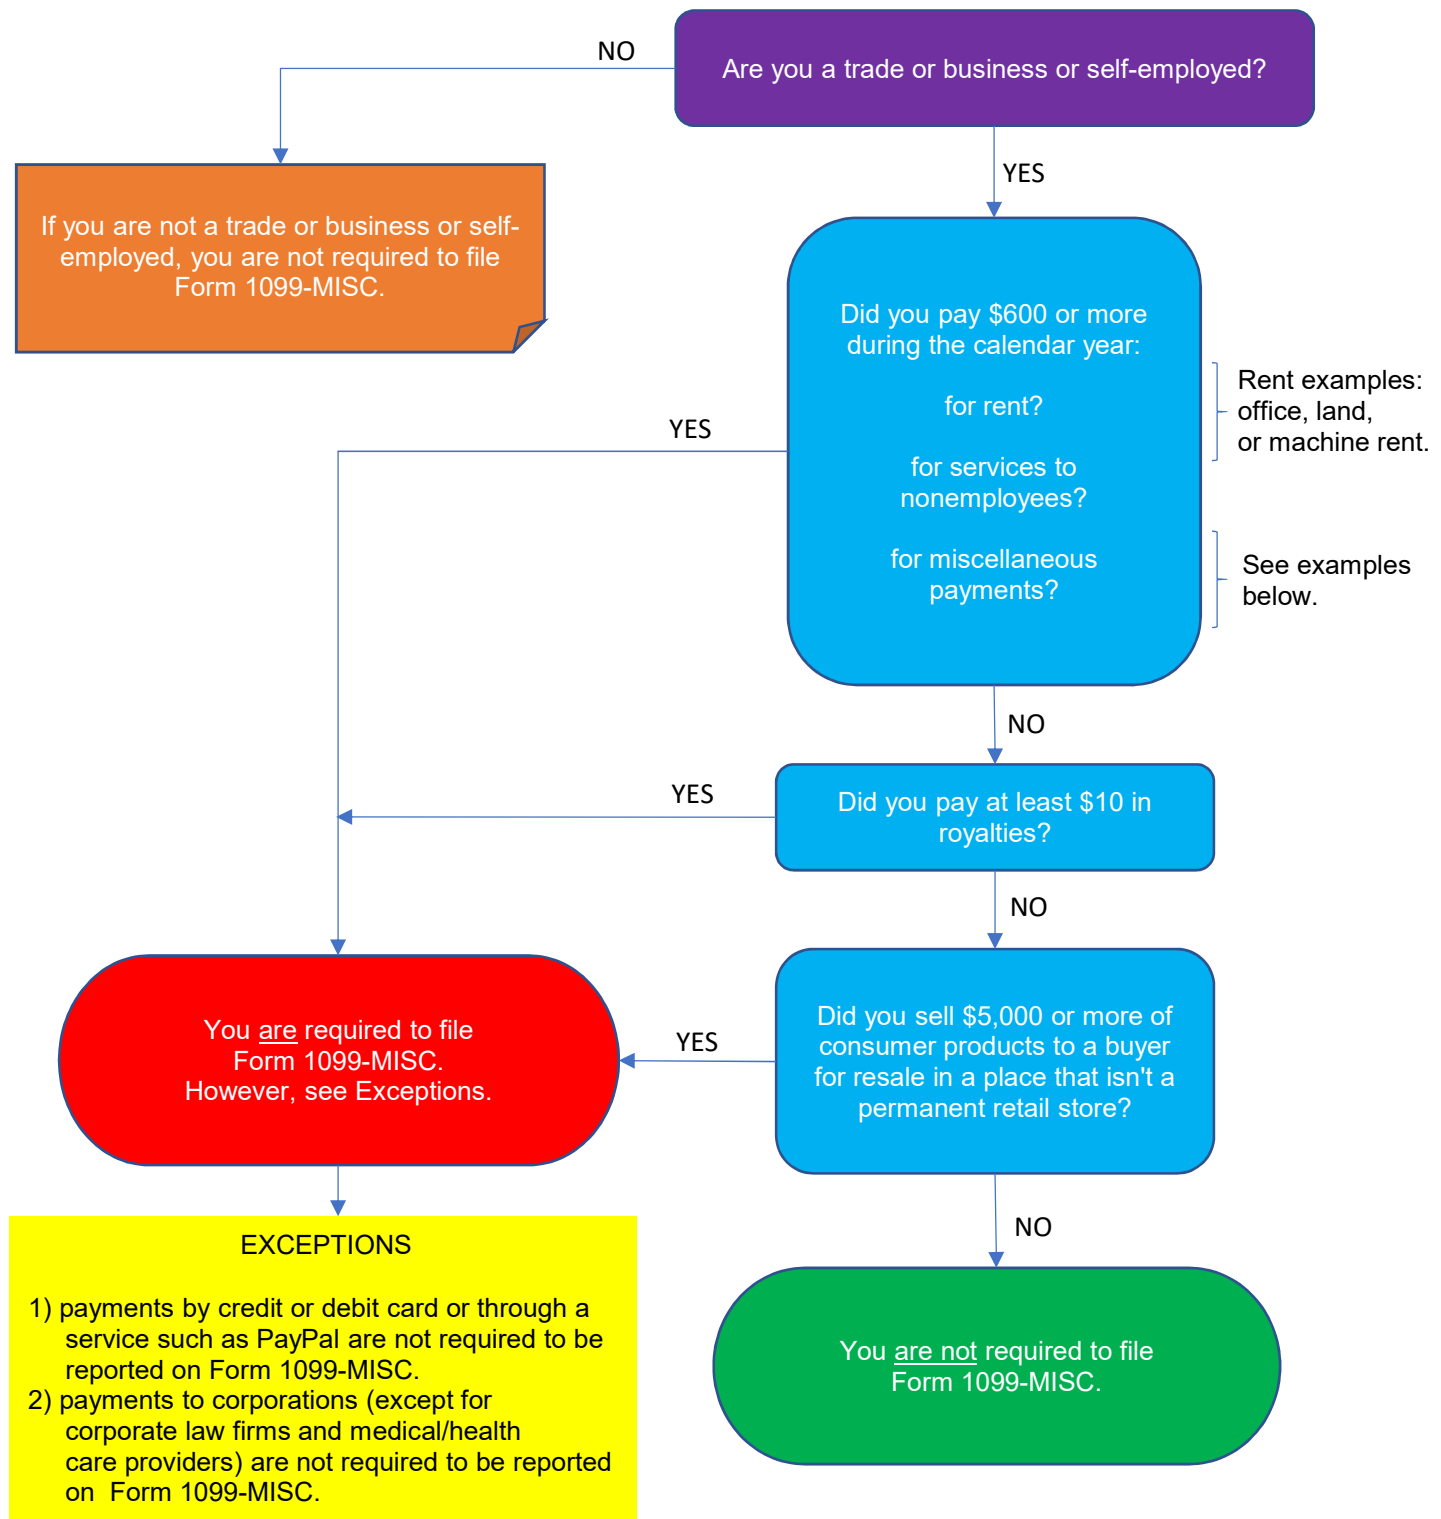 NO
Are you a trade or business or self-employed?
YES
If you are not a trade or business or self-
employed, you are not required to file
Form 1099-MISC.
Did you pay $600 or more
during the calendar year:
for rent?
for services to
nonemployees?
for miscellaneous
payments?
Rent examples:
office, land,
or machine rent.
See examples
below.
YES
NO
YES
Did you pay at least $10 in
royalties?
NO
Did you sell $5,000 or more of
consumer products to a buyer
for resale in a place that isn't a
permanent retail store?
YES
You are required to file
Form 1099-MISC.
However, see Exceptions.
NO
EXCEPTIONS
1) payments by credit or debit card or through a
service such as PayPal are not required to be
reported on Form 1099-MISC.
2) payments to corporations (except for
corporate law firms and medical/health
care providers) are not required to be reported
on  Form 1099-MISC.
You are not required to file
Form 1099-MISC.